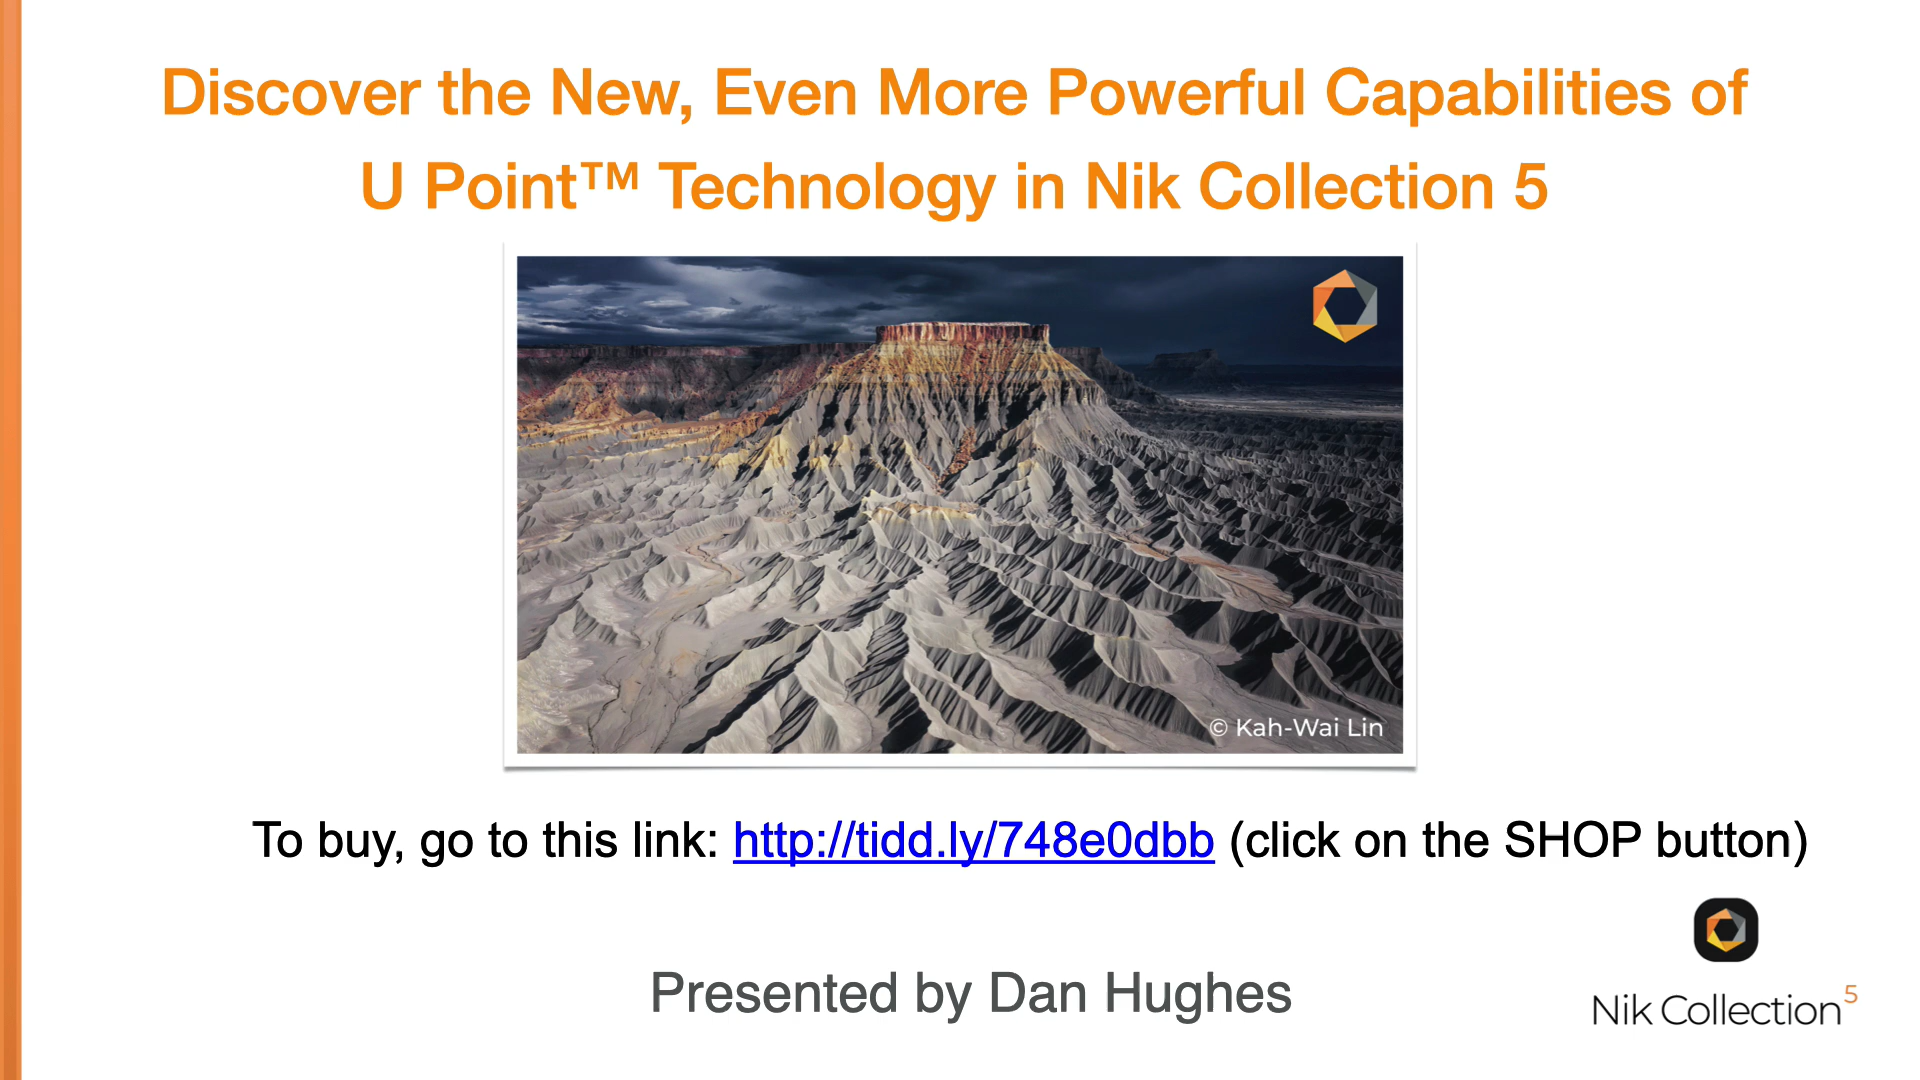 Discover the New, Even More Powerful Capabilities of
U Point™ Technology in Nik Collection 5
© Kah-Wai Lin
To buy, go to this link: http://tidd.ly/748e0dbb (click on the SHOP button)
Presented by Dan Hughes
Nik Collection 5